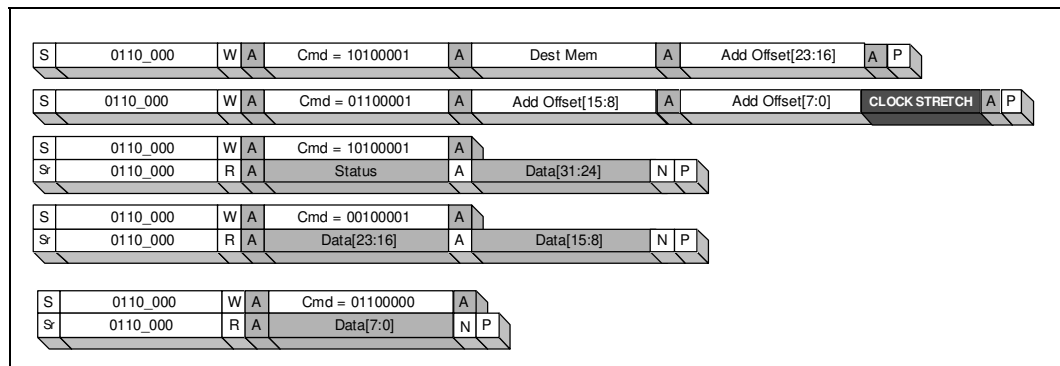 S 0110_000 W A Cmd = 10100001 A Dest Mem A Add Offset[23:16] A P
S 0110_000 W A Cmd = 01100001 A Add Offset[15:8] A Add Offset[7:0] CLOCK STRETCH A P
S 0110_000 W A Cmd = 10100001 A
Sr 0110_000 R A Status A Data[31:24] N P
S 0110_000 W A Cmd = 00100001 A
Sr 0110_000 R A Data[23:16] A Data[15:8] N P
S 0110_000 W A Cmd = 01100000 A
Sr 0110_000 R A Data[7:0] N P